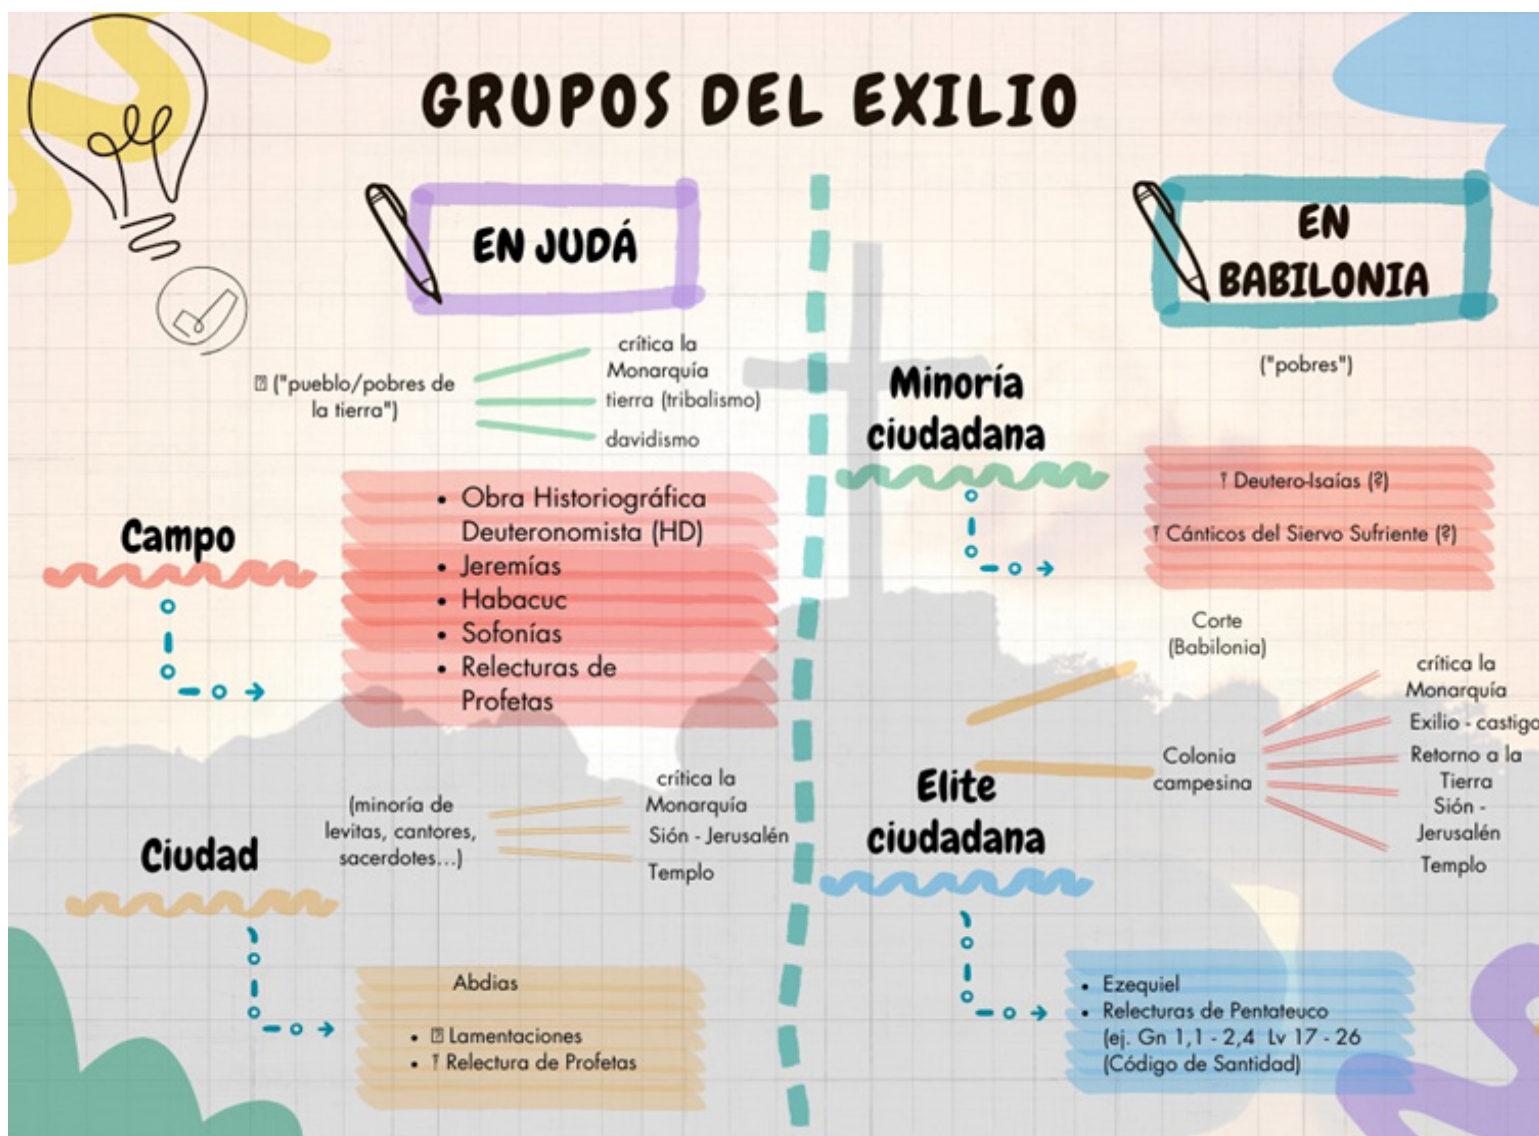 GRUPOS DEL EXILIO
EN JUDÁ
("pueblo/pobres de
la tierra")
crítica la
Monarquía
tierra (tribalismo)
davidismo
Campo
• Obra Historiográfica
Deuteronomista (HD)
• Jeremías
• Habacuc
• Sofonías
• Relecturas de
Profetas
Ciudad
(minoría de
levitas, cantores,
sacerdotes...)
crítica la
Monarquía
Sión - Jerusalén
Templo
Abdias
• Lamentaciones
• Relectura de Profetas
EN
BABILONIA
("pobres")
Minoría
ciudadana
Deutero-Isaías (?)
Cánticos del Siervo Sufriente (?)
Elite
ciudadana
Corte
(Babilonia)
Colonia
campesina
crítica la
Monarquía
Exilio - castigo
Retorno a la
Tierra
Sión -
Jerusalén
Templo
• Ezequiel
• Relecturas de Pentateuco
(ej. Gn 1,1 - 2,4 Lv 17 - 26
(Código de Santidad)